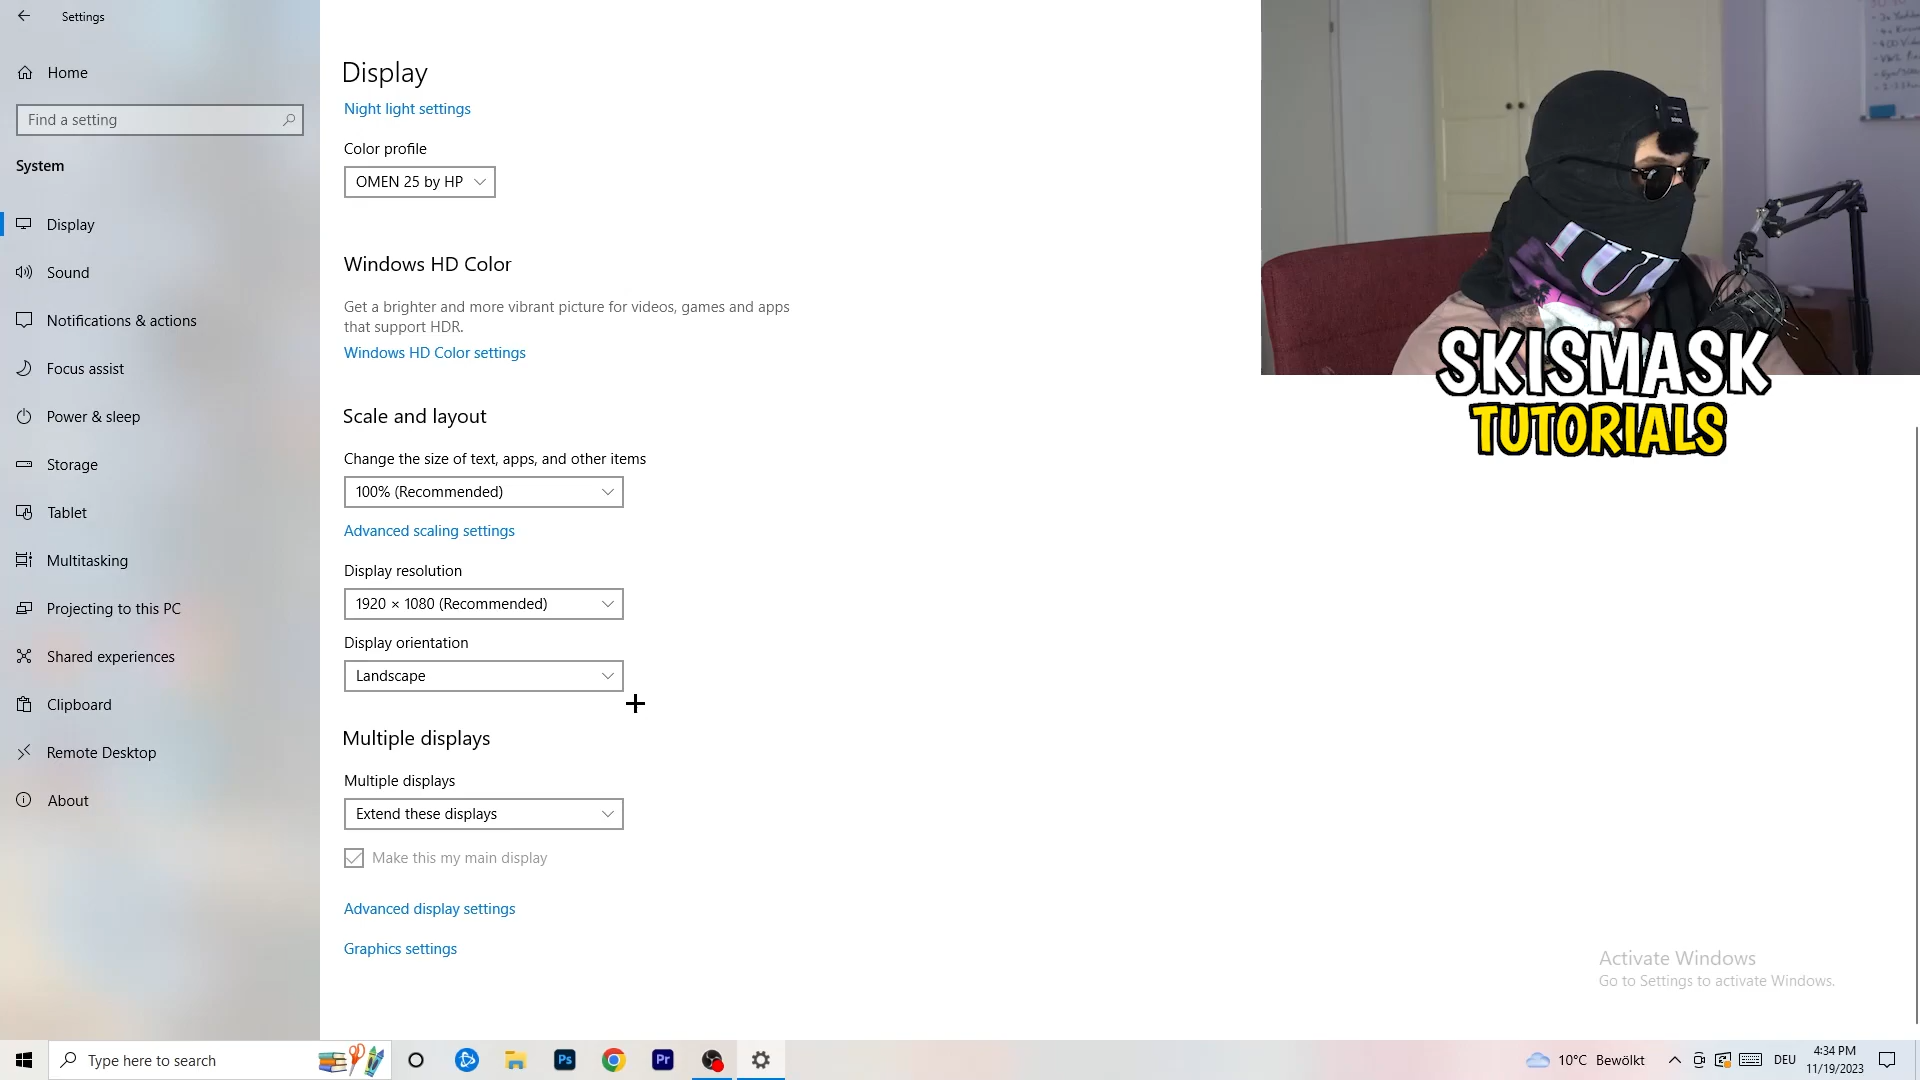 Settings
Home
Find a setting
System
Display
Sound
Notifications & actions
Focus assist
Power & sleep
Storage
Tablet
Multitasking
Projecting to this PC
Shared experiences
Clipboard
Remote Desktop
About
Display
Night light settings
Color profile
OMEN 25 by HP
Windows HD Color
Get a brighter and more vibrant picture for videos, games and apps
that support HDR.
Windows HD Color settings
Scale and layout
Change the size of text, apps, and other items
100% (Recommended)
Advanced scaling settings
Display resolution
1920 × 1080 (Recommended)
Display orientation
Landscape
Multiple displays
Multiple displays
Extend these displays
Make this my main display
Advanced display settings
Graphics settings
SKISMASK
TUTORIALS
Activate Windows
Go to Settings to activate Windows.
Type here to search
Ps
Pr
10°C Bewölkt
DEU
4:34 PM
11/19/2023